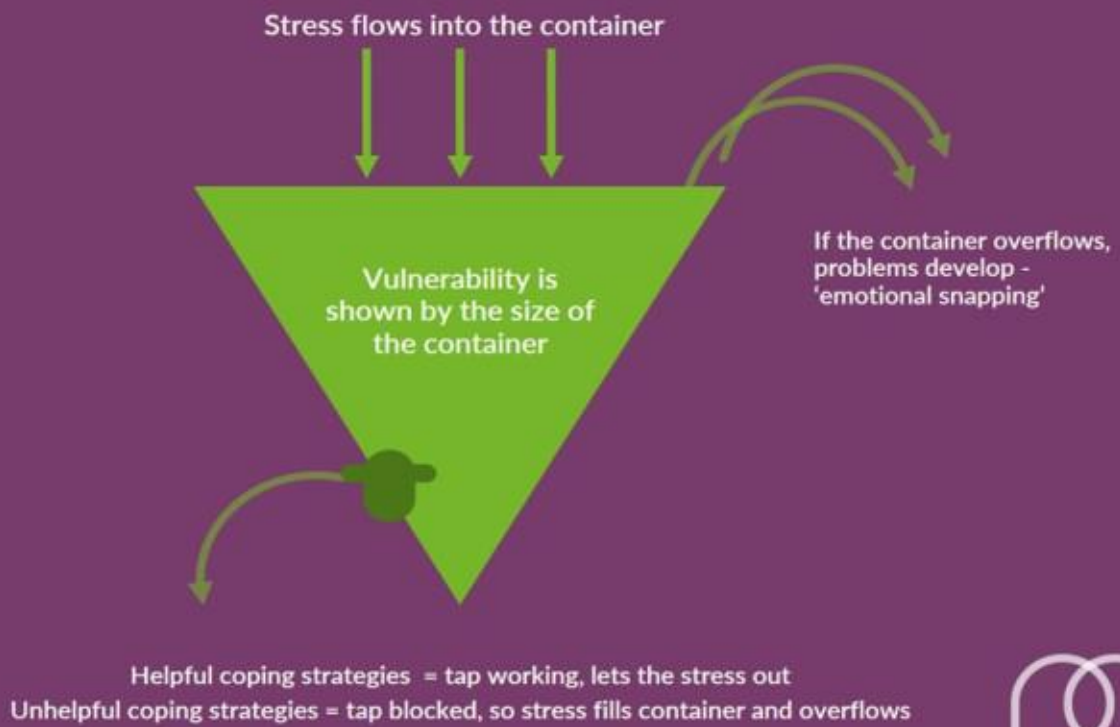 Stress flows into the container
Vulnerability is
shown by the size of
the container
If the container overflows,
problems develop -
‘emotional snapping’
Helpful coping strategies = tap working, lets the stress out
Unhelpful coping strategies = tap blocked, so stress fills container and overflows